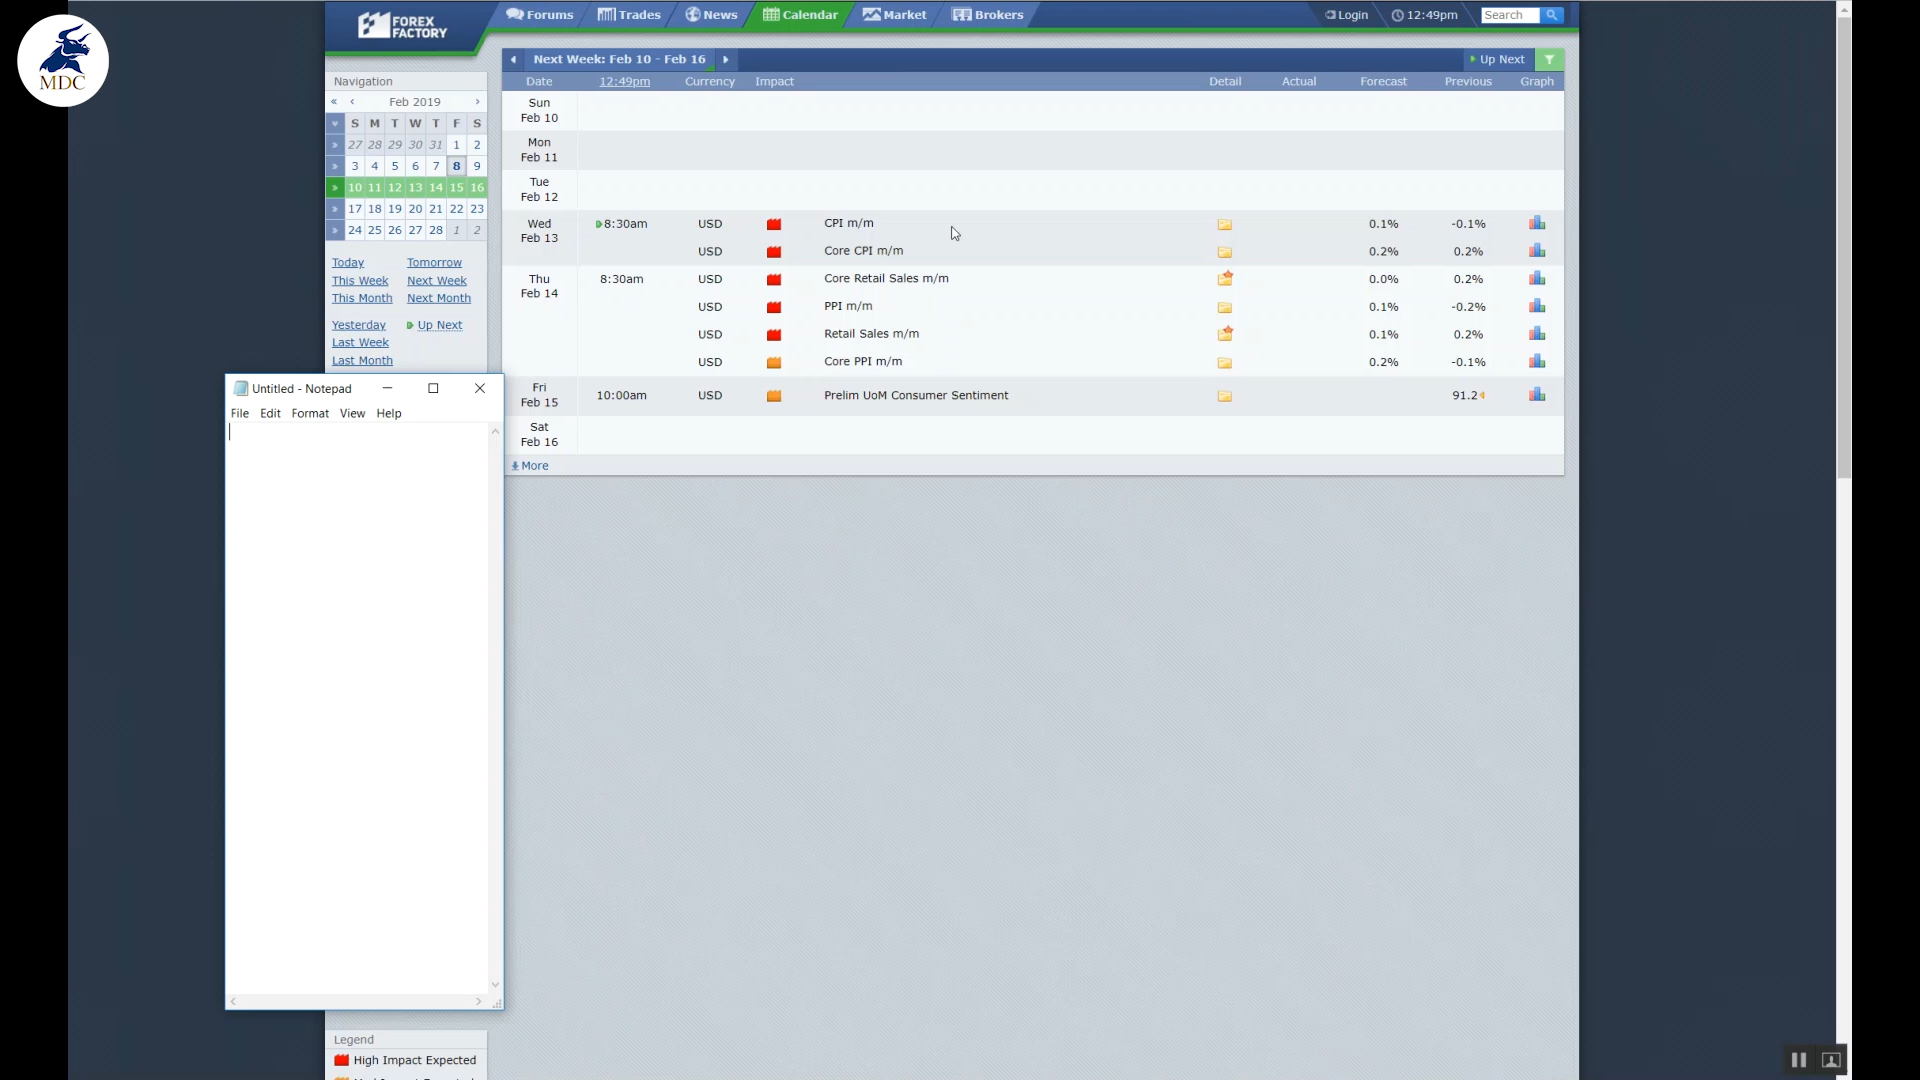 MDC
FOREX FACTORY
Forums Trades News Calendar Market Brokers Login 12:49pm Search
Navigation
« ‹ Feb 2019 ›
S M T W T F S
» 27 28 29 30 31 1 2
» 3 4 5 6 7 8 9
» 10 11 12 13 14 15 16
» 17 18 19 20 21 22 23
» 24 25 26 27 28 1 2
Today Tomorrow
This Week Next Week
This Month Next Month
Yesterday Up Next
Last Week
Last Month
Next Week: Feb 10 - Feb 16 Up Next
Date 12:49pm Currency Impact Detail Actual Forecast Previous Graph
Sun
Feb 10
Mon
Feb 11
Tue
Feb 12
Wed
Feb 13
8:30am USD CPI m/m 0.1% -0.1%
USD Core CPI m/m 0.2% 0.2%
Thu
Feb 14
8:30am USD Core Retail Sales m/m 0.0% 0.2%
USD PPI m/m 0.1% -0.2%
USD Retail Sales m/m 0.1% 0.2%
USD Core PPI m/m 0.2% -0.1%
Fri
Feb 15
10:00am USD Prelim UoM Consumer Sentiment 91.2
Sat
Feb 16
More
Untitled - Notepad
File Edit Format View Help
Legend
High Impact Expected